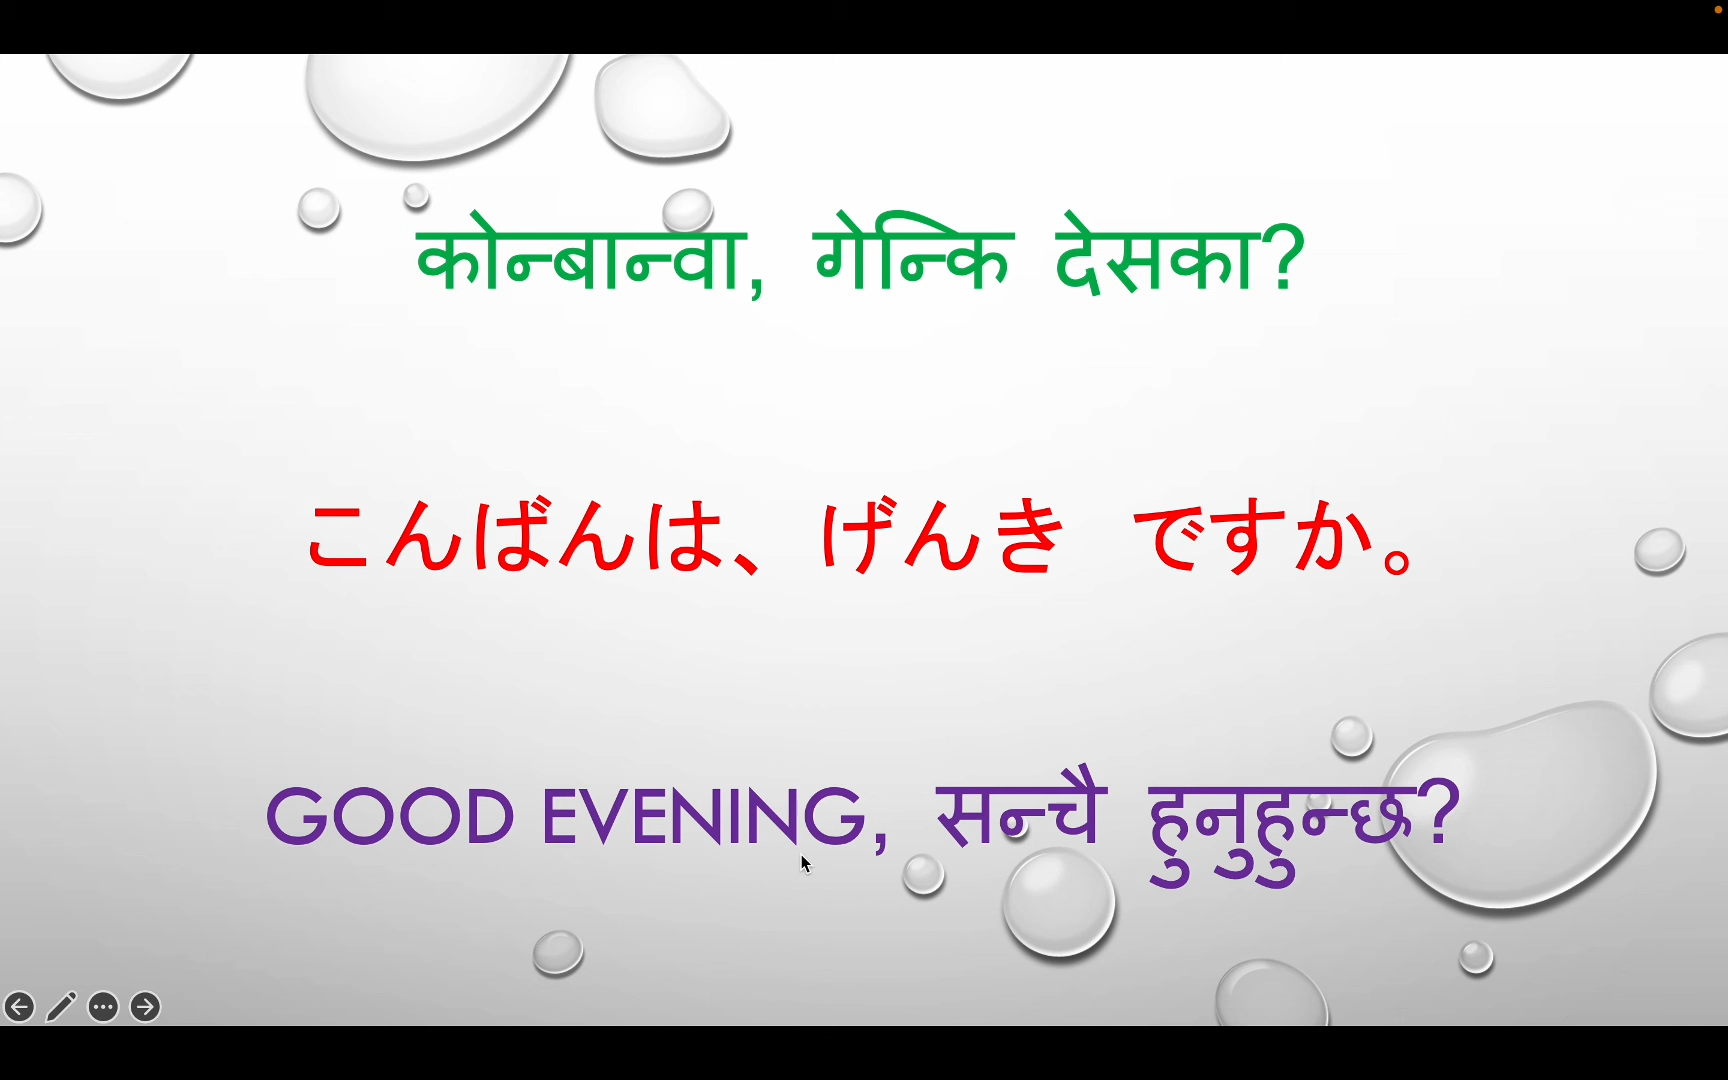 कोन्बान्वा, गेन्कि देसका?
こんばんは、げんき ですか。
GOOD EVENING, सन्चै हुनुहुन्छ?